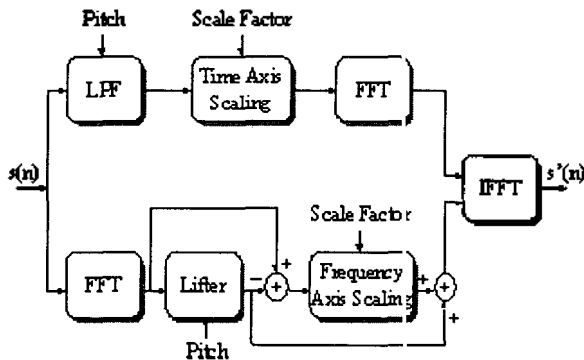 Pitch
Scale Factor
LPF
Time Axis
Scaling
FFT
s(n)
IFFT
s'(n)
Scale Factor
FFT
Lifter
−
+
+
Frequency
Axis Scaling
+
+
+
Pitch